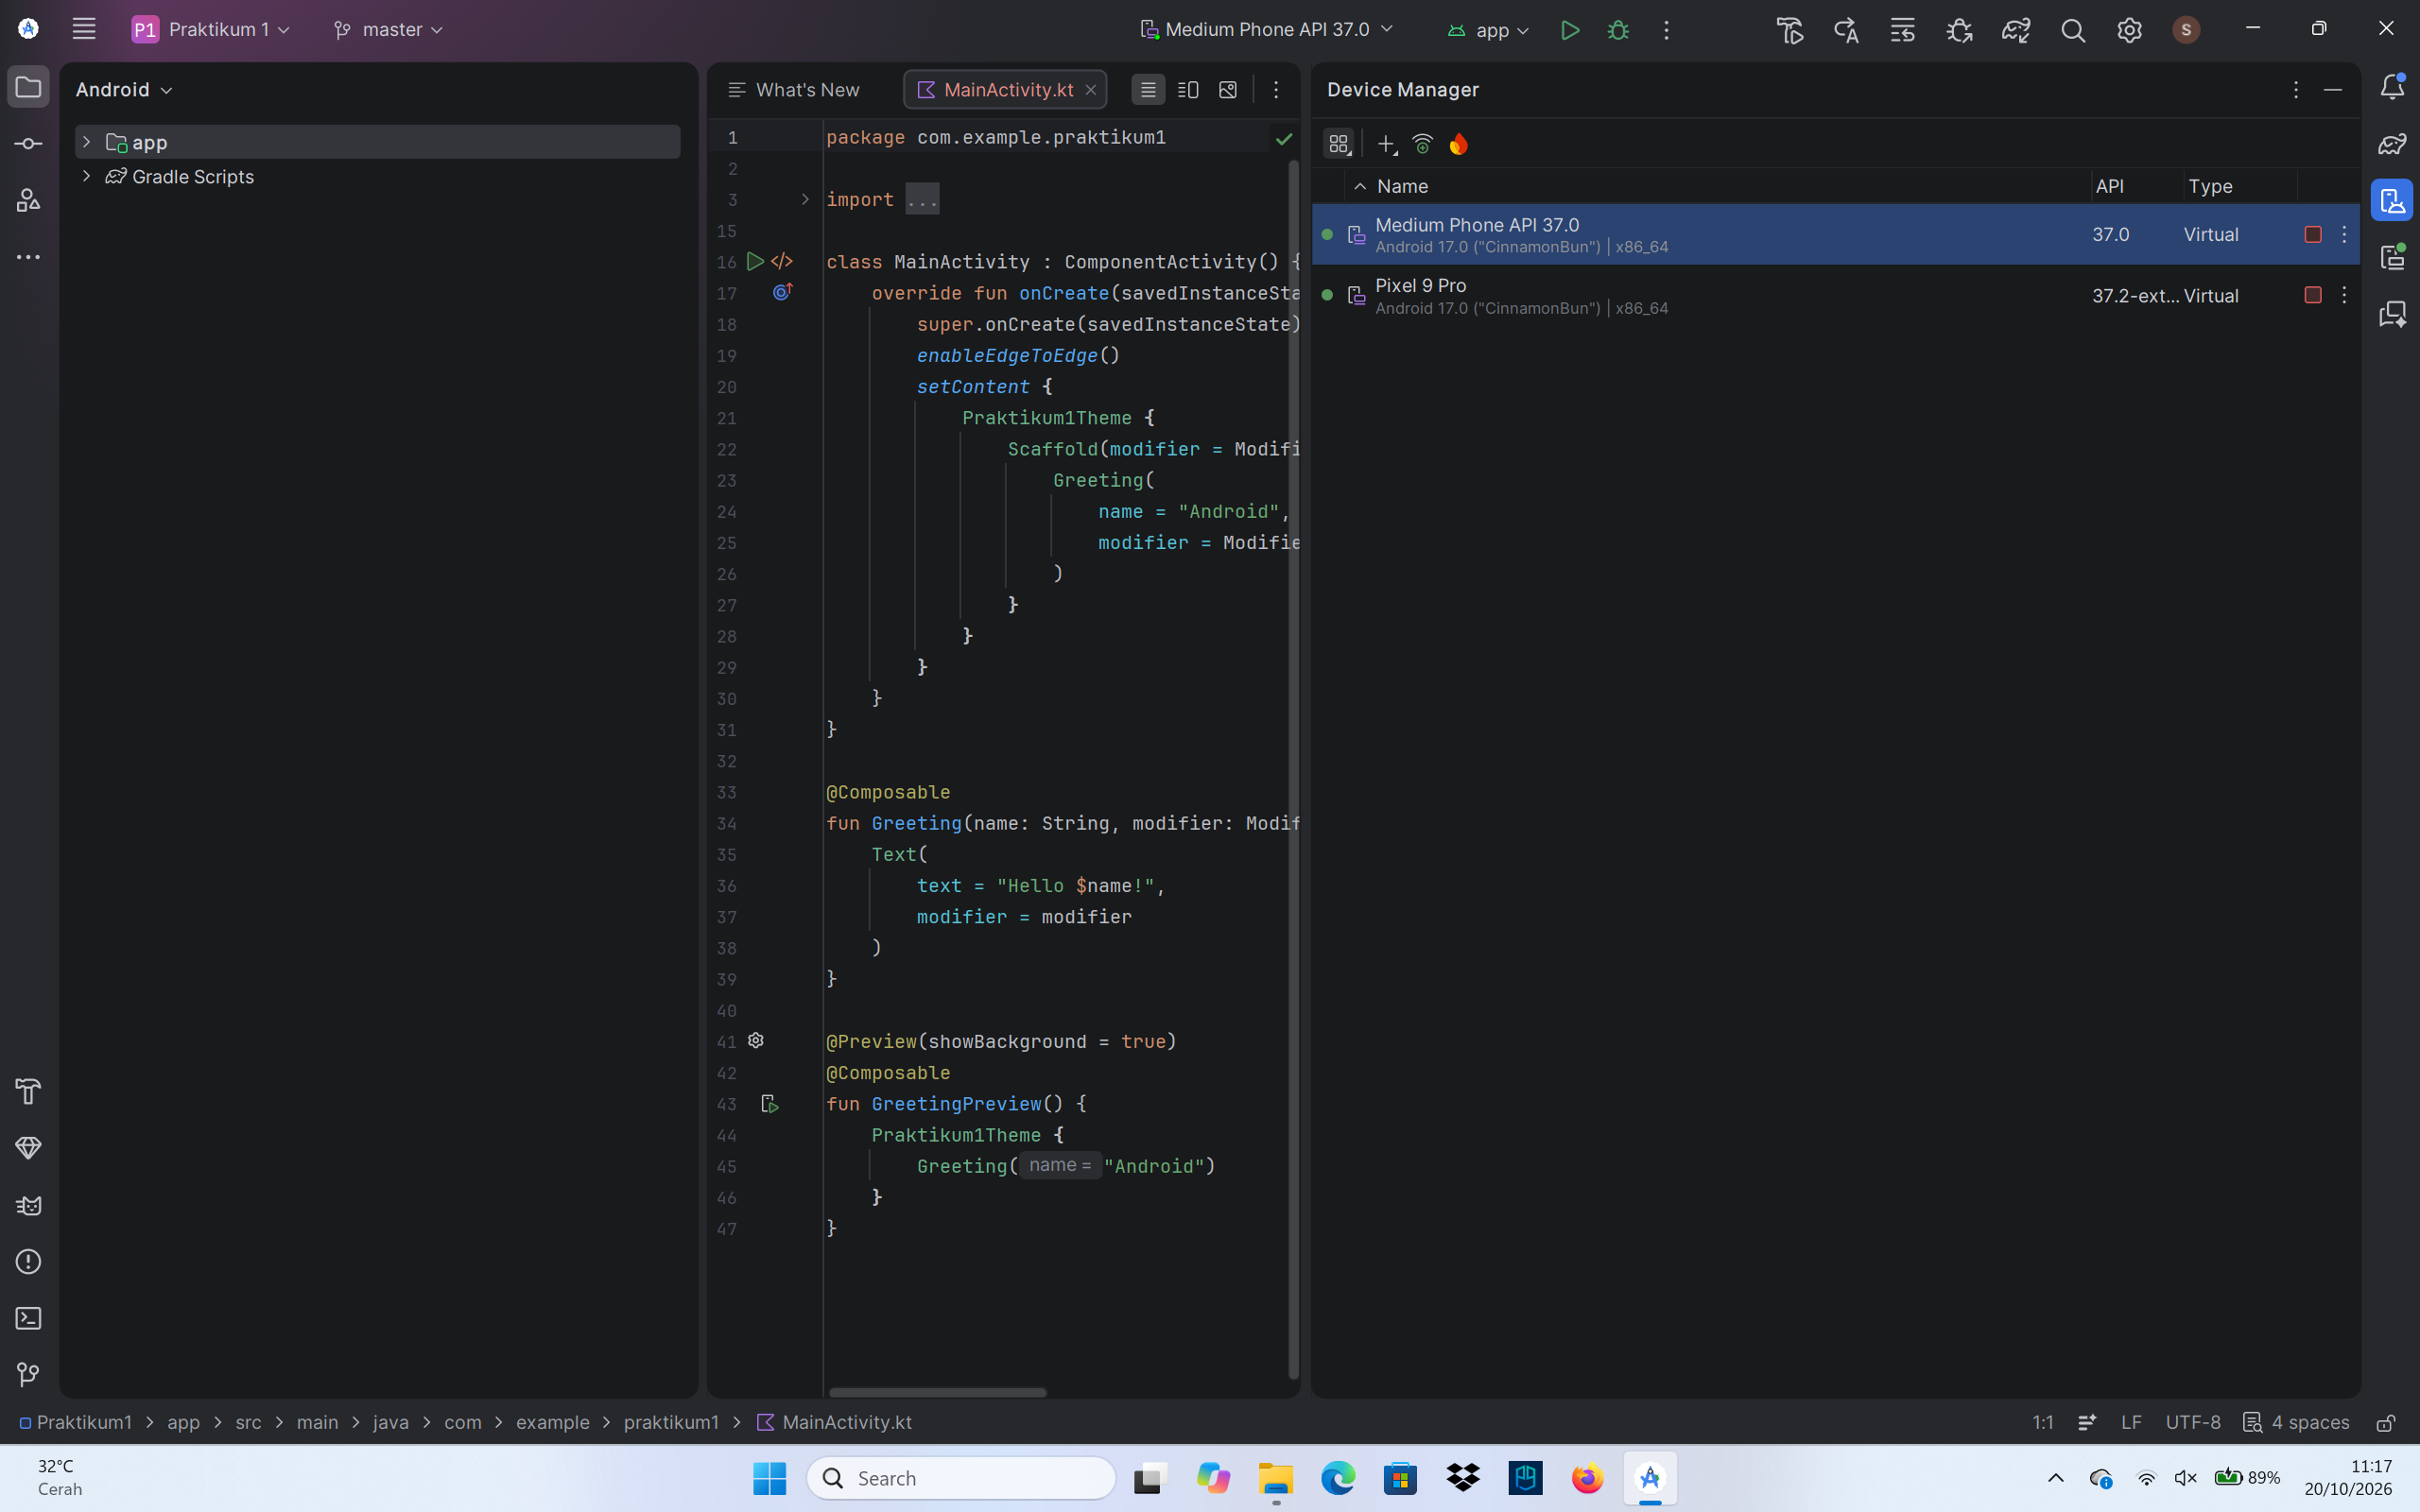 P1 Praktikum 1 master Medium Phone API 37.0 app S
Android
app
Gradle Scripts
What's New MainActivity.kt
1 package com.example.praktikum1
2
3 import ...
15
16 class MainActivity : ComponentActivity() {
17 override fun onCreate(savedInstanceSta
18 super.onCreate(savedInstanceState)
19 enableEdgeToEdge()
20 setContent {
21 Praktikum1Theme {
22 Scaffold(modifier = Modifi
23 Greeting(
24 name = "Android",
25 modifier = Modifie
26 )
27 }
28 }
29 }
30 }
31 }
32
33 @Composable
34 fun Greeting(name: String, modifier: Modif
35 Text(
36 text = "Hello $name!",
37 modifier = modifier
38 )
39 }
40
41 @Preview(showBackground = true)
42 @Composable
43 fun GreetingPreview() {
44 Praktikum1Theme {
45 Greeting( name = "Android")
46 }
47 }
Device Manager
Name API Type
Medium Phone API 37.0
Android 17.0 ("CinnamonBun") | x86_64
37.0 Virtual
Pixel 9 Pro
Android 17.0 ("CinnamonBun") | x86_64
37.2-ext... Virtual
Praktikum1 > app > src > main > java > com > example > praktikum1 > MainActivity.kt
1:1 LF UTF-8 4 spaces
32°C
Cerah
Search
89%
11:17
20/10/2026